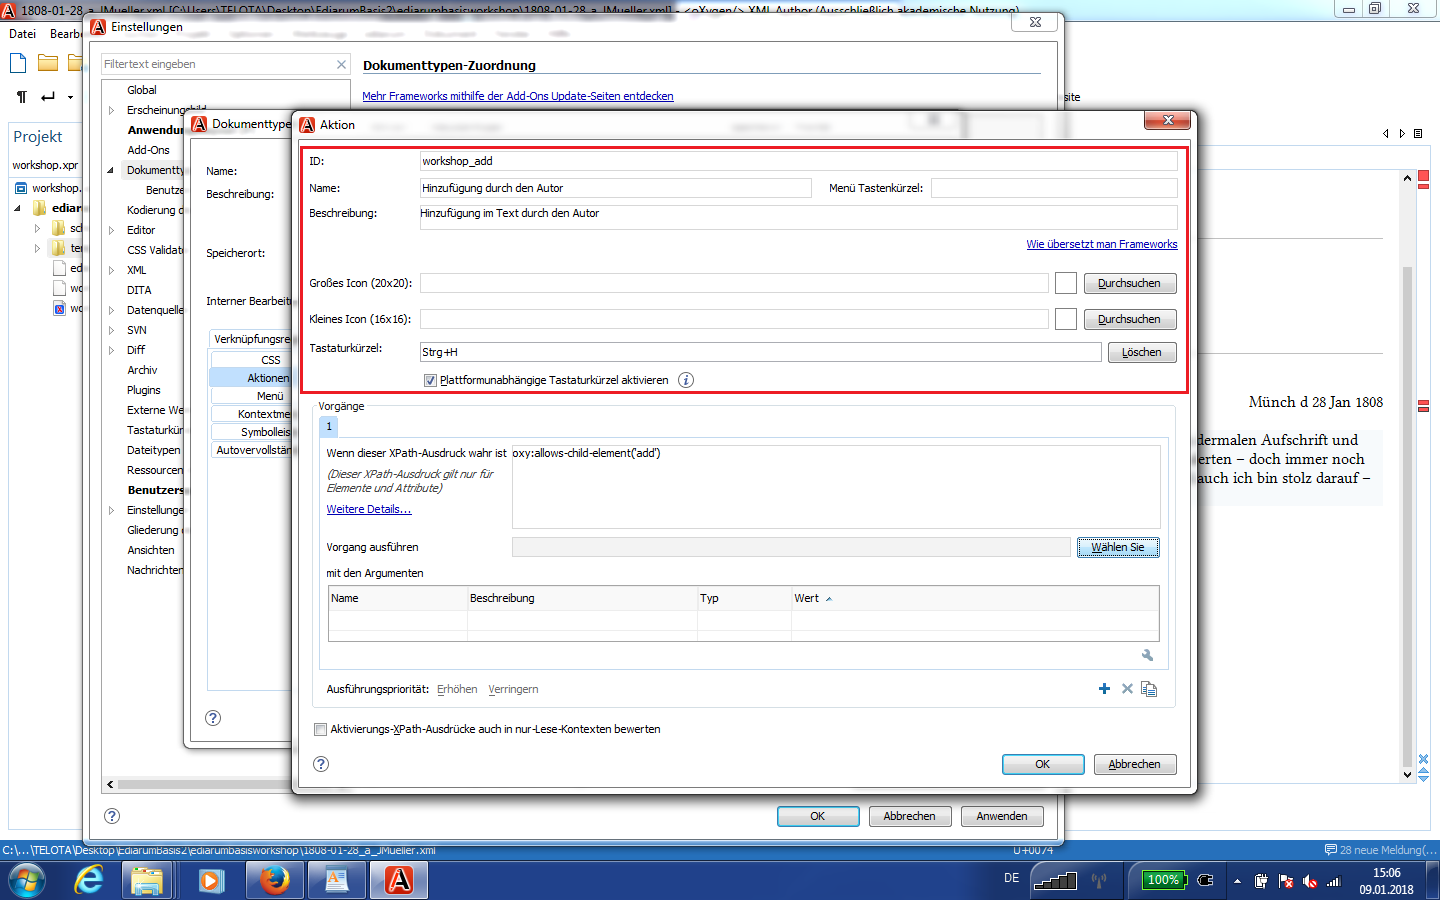 1808-01-28_a_JMueller.xml [C:\Users\TELOTA\Desktop\EdiarumBasis2\ediarumbasisworkshop\1808-01-28_a_JMueller.xml] - <oXygen/> XML Author (Ausschließlich akademische Nutzung)
Datei
Einstellungen
Filtertext eingeben
Dokumenttypen-Zuordnung
Mehr Frameworks mithilfe der Add-Ons Update-Seiten entdecken
Projekt
workshop.xpr
workshop.
ediar
Global
Erscheinungsbild
Add-Ons
Dokumentty
Benutze
Kodierung d
Editor
CSS Validato
XML
DITA
Datenquelle
SVN
Diff
Archiv
Plugins
Externe We
Tastaturkür
Dateitypen
Ressourcen
Benutzers
Einstellunge
Gliederung
Ansichten
Nachrichten
Dokumenttype
Name:
Beschreibung:
Speicherort:
Interner Bearbeitu
Verknüpfungsre
CSS
Aktionen
Menü
Kontextme
Symbolleis
Autovervollstän
Aktion
ID: workshop_add
Name: Hinzufügung durch den Autor Menü Tastenkürzel:
Beschreibung: Hinzufügung im Text durch den Autor
Wie übersetzt man Frameworks
Großes Icon (20x20): Durchsuchen
Kleines Icon (16x16): Durchsuchen
Tastaturkürzel: Strg+H Löschen
Plattformunabhängige Tastaturkürzel aktivieren
Vorgänge
1
Wenn dieser XPath-Ausdruck wahr ist oxy:allows-child-element('add')
(Dieser XPath-Ausdruck gilt nur für
Elemente und Attribute)
Weitere Details...
Vorgang ausführen Wählen Sie
mit den Argumenten
Name Beschreibung Typ Wert
Ausführungspriorität: Erhöhen Verringern
Aktivierungs-XPath-Ausdrücke auch in nur-Lese-Kontexten bewerten
OK Abbrechen
OK Abbrechen Anwenden
site
Münch d 28 Jan 1808
dermalen Aufschrift und
erten – doch immer noch
auch ich bin stolz darauf –
C:\...\TELOTA\Desktop\EdiarumBasis2\ediarumbasisworkshop\1808-01-28_a_JMueller.xml
U+0074
28 neue Meldung(...
DE
100%
15:06
09.01.2018